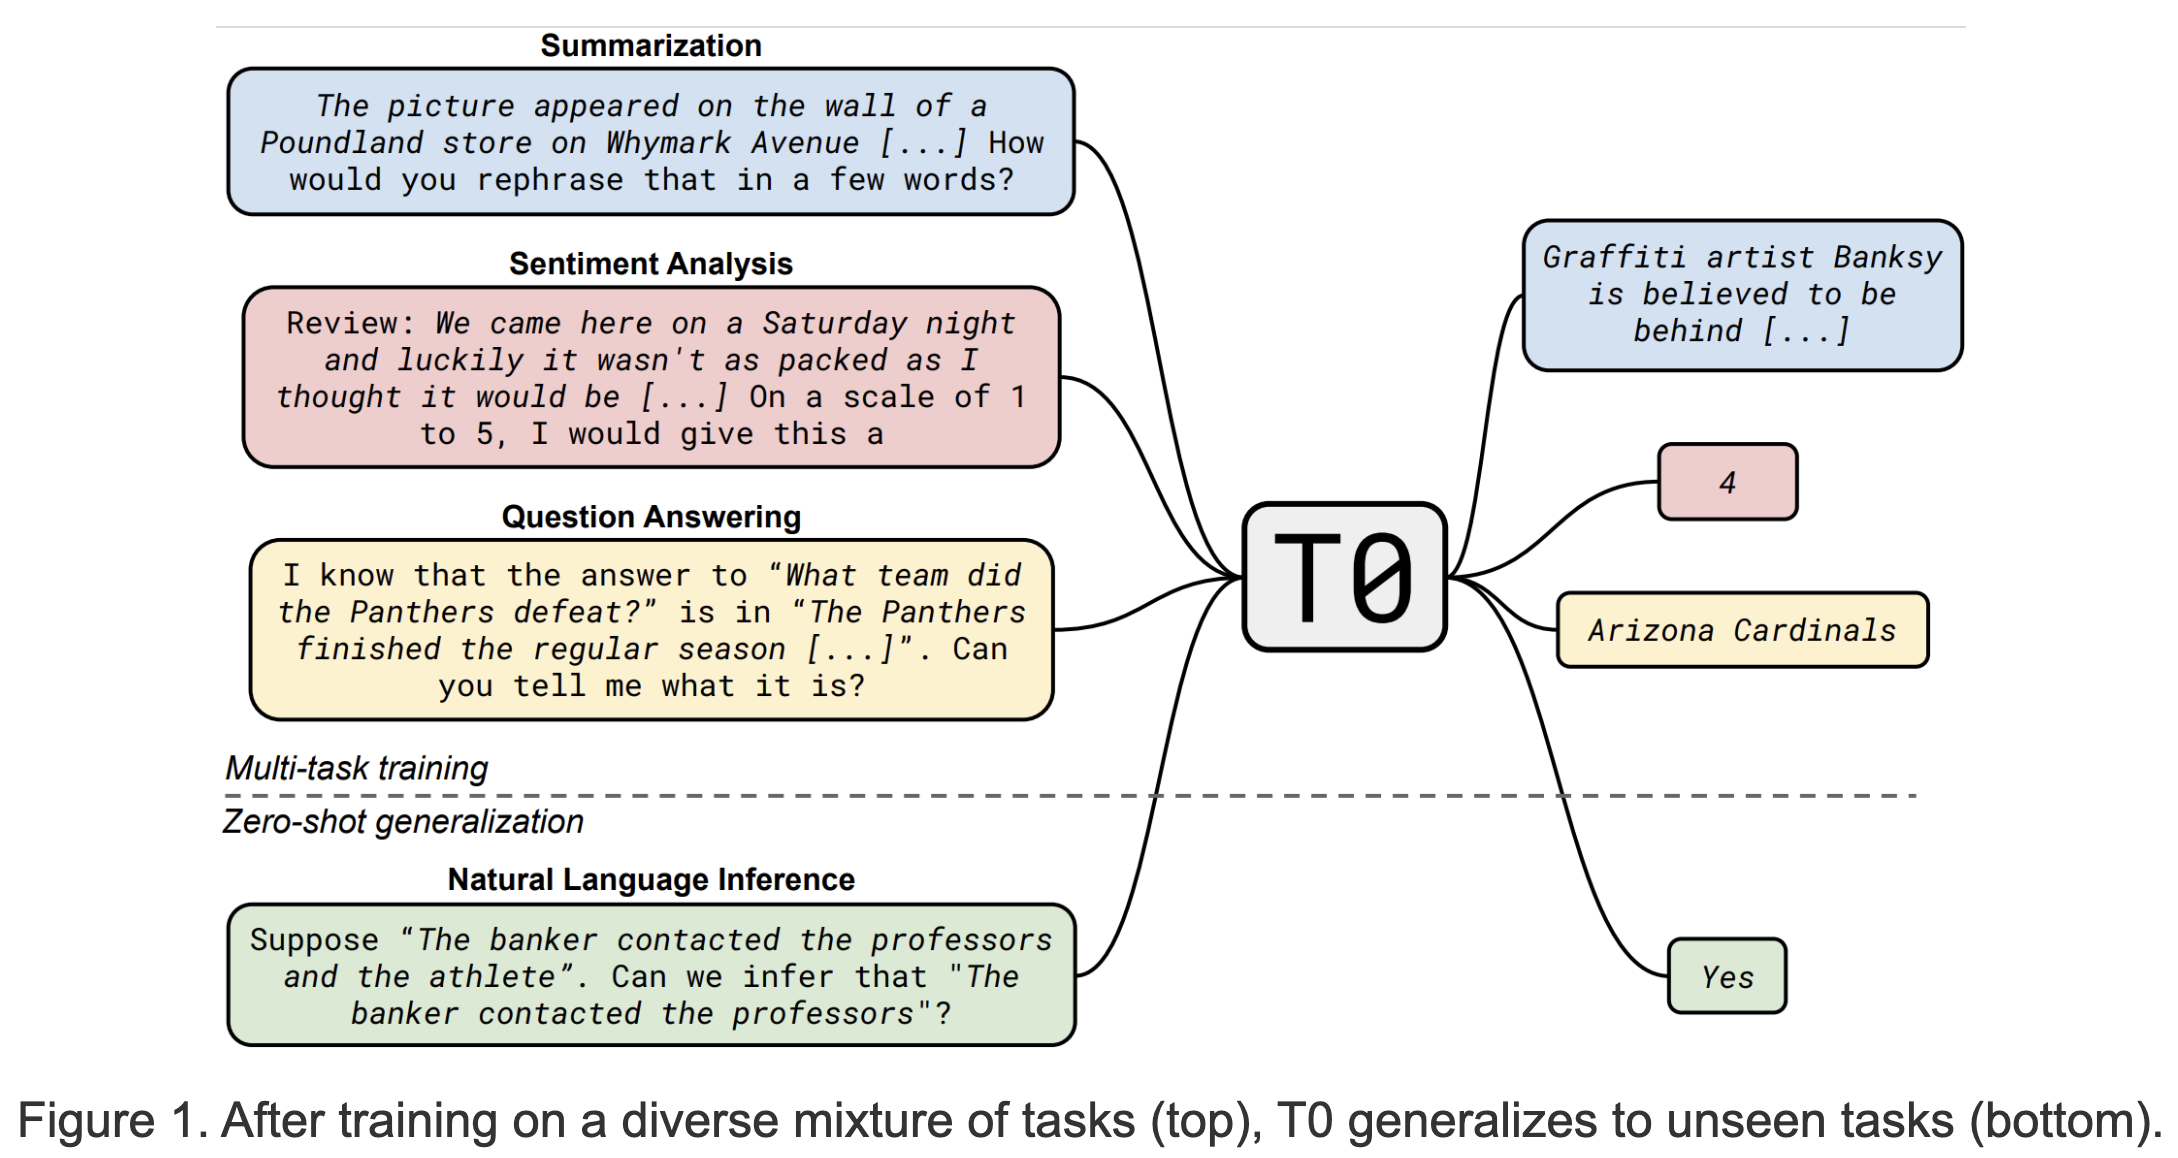 Summarization
The picture appeared on the wall of a
Poundland store on Whymark Avenue [...] How
would you rephrase that in a few words?
Sentiment Analysis
Review: We came here on a Saturday night
and luckily it wasn't as packed as I
thought it would be [...] On a scale of 1
to 5, I would give this a
Question Answering
I know that the answer to “What team did
the Panthers defeat?” is in “The Panthers
finished the regular season [...]”. Can
you tell me what it is?
Multi-task training
Zero-shot generalization
Natural Language Inference
Suppose “The banker contacted the professors
and the athlete”. Can we infer that "The
banker contacted the professors"?
T0
Graffiti artist Banksy
is believed to be
behind [...]
4
Arizona Cardinals
Yes
Figure 1. After training on a diverse mixture of tasks (top), T0 generalizes to unseen tasks (bottom).